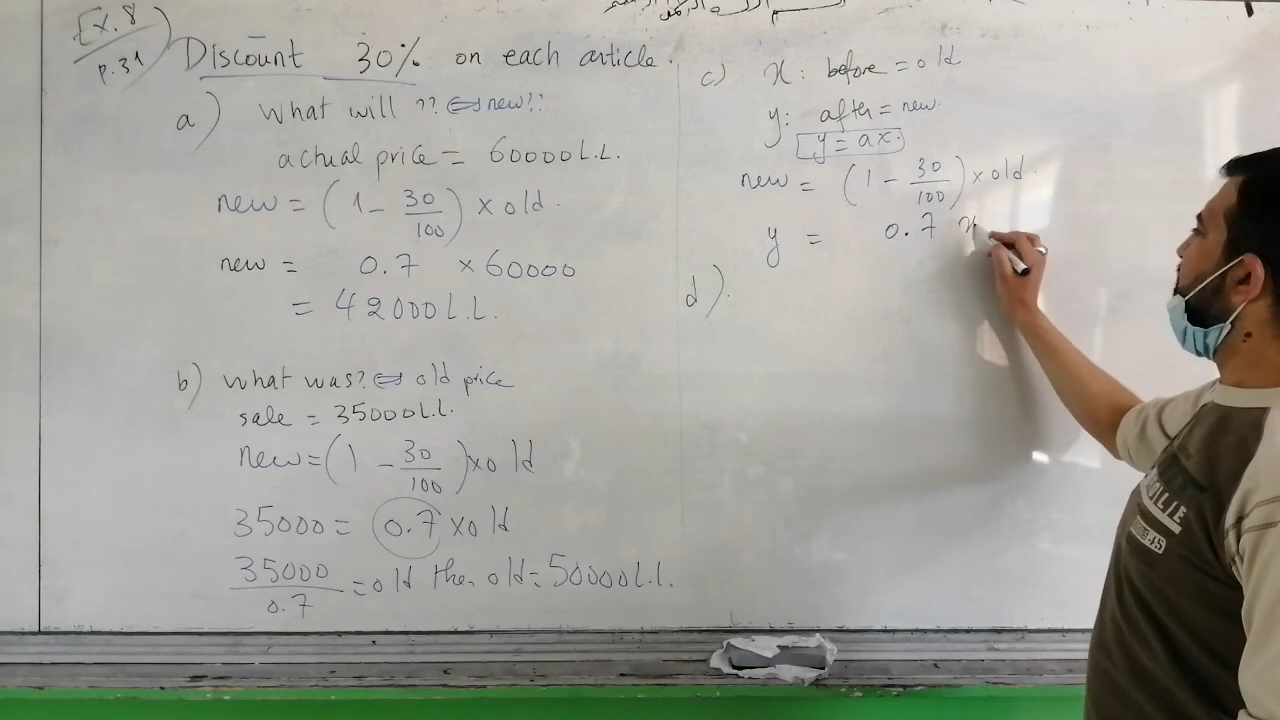 Ex. 8
p. 31
Discount 30% on each article.
a) What will ?? ⇔ new??
actual price = 60000 L.L.
new = (1 - 30/100) × old.
new = 0.7 × 60000
= 42000 L.L.
b) what was? ⇔ old price
sale = 35000 L.L.
new = (1 - 30/100) × old
35000 = 0.7 × old
35000/0.7 = old then old = 50000 L.L.
c) x : before = old
y : after = new.
y = ax.
new = (1 - 30/100) × old.
y = 0.7 x
d).